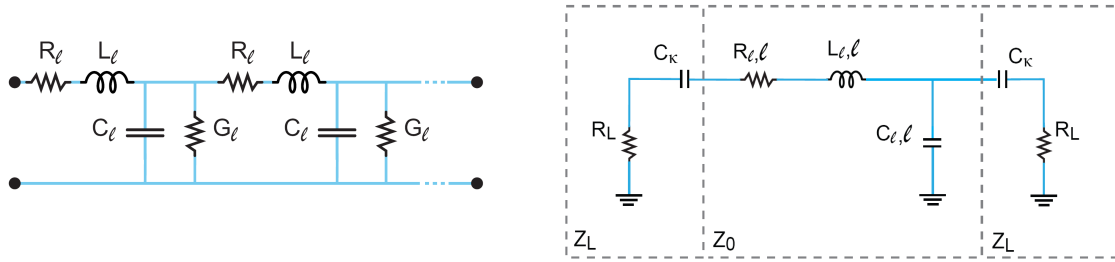 Rℓ Lℓ Rℓ Lℓ
Cℓ Gℓ Cℓ Gℓ
Cκ Rℓ,ℓ Lℓ,ℓ Cκ
RL Cℓ,ℓ RL
ZL Z0 ZL